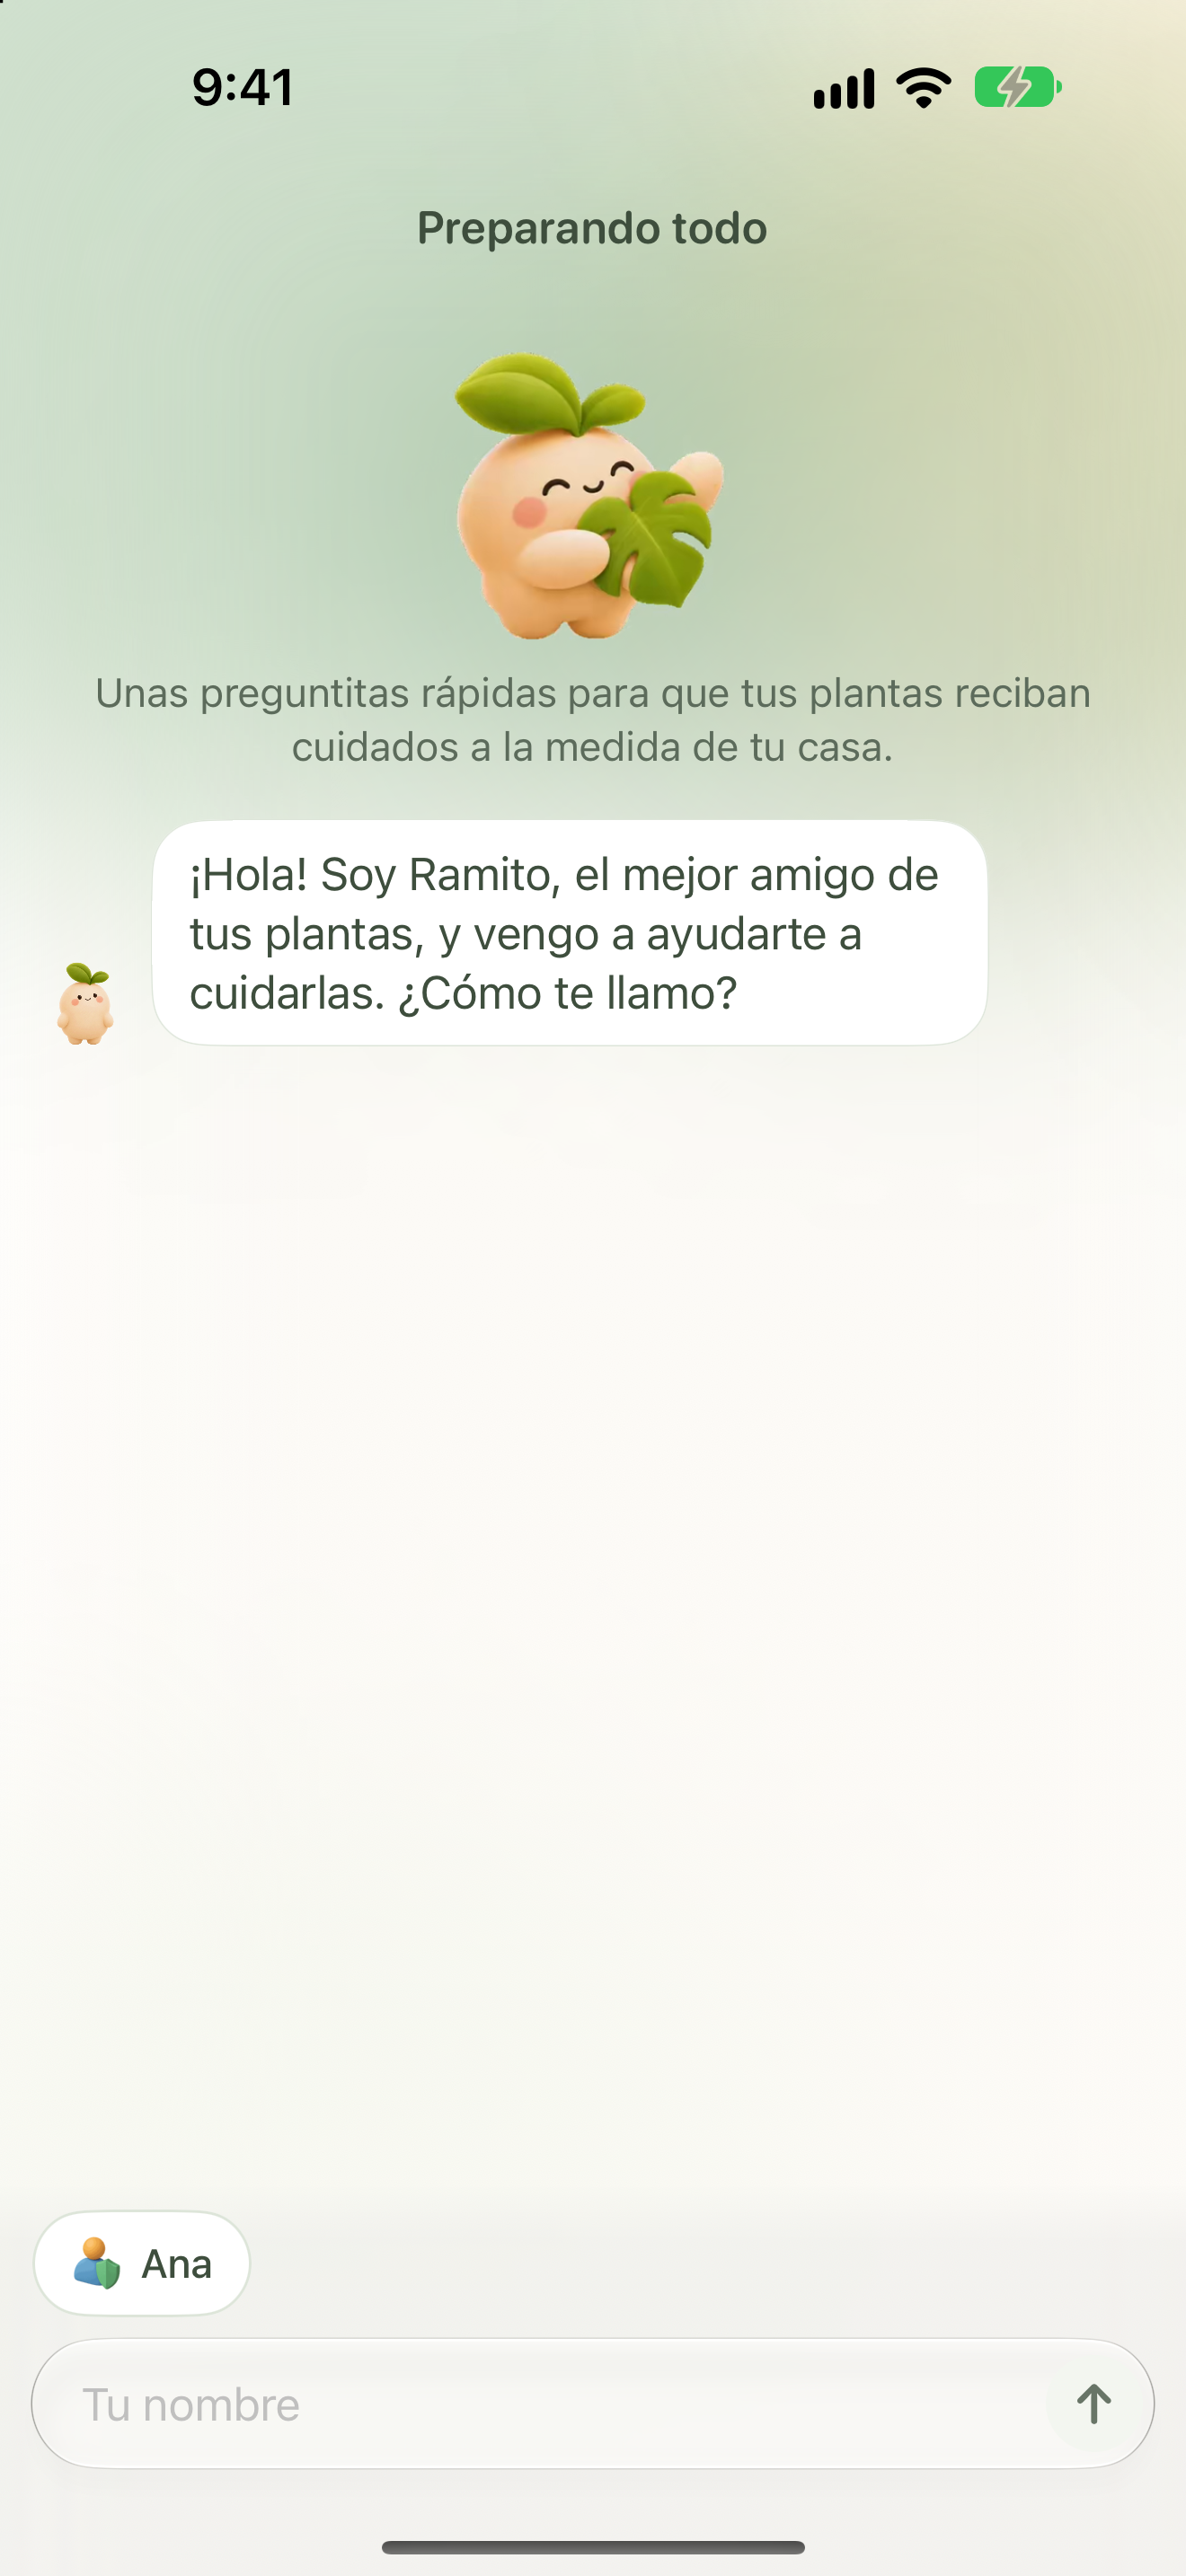 9:41
Preparando todo
Unas preguntitas rápidas para que tus plantas reciban
cuidados a la medida de tu casa.
¡Hola! Soy Ramito, el mejor amigo de
tus plantas, y vengo a ayudarte a
cuidarlas. ¿Cómo te llamo?
Ana
Tu nombre